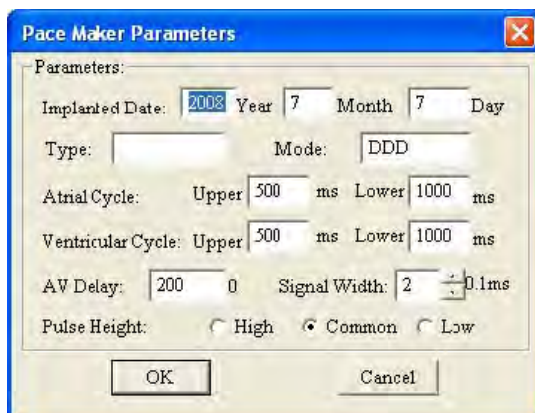 Pace Maker Parameters
Parameters:
Implanted Date: 2008 Year 7 Month 7 Day
Type: Mode: DDD
Atrial Cycle: Upper 500 ms Lower 1000 ms
Ventricular Cycle: Upper 500 ms Lower 1000 ms
AV Delay: 200 0 Signal Width: 2 0.1ms
Pulse Height: High Common Low
OK Cancel